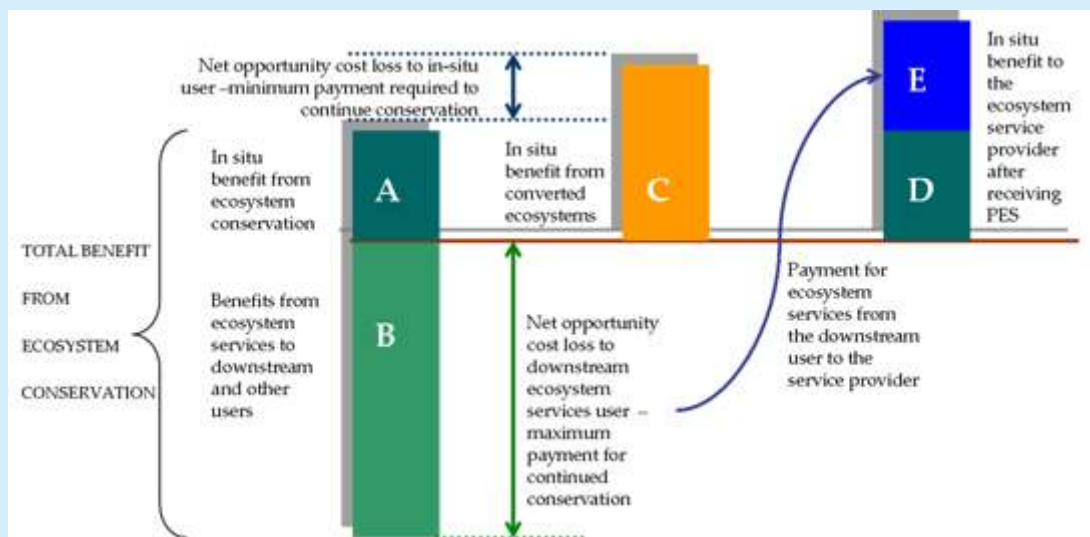 Net opportunity cost loss to in-situ
user –minimum payment required to
continue conservation
In situ
benefit from
ecosystem
conservation
A
In situ
benefit from
converted
ecosystems
C
E
D
In situ
benefit to
the
ecosystem
service
provider
after
receiving
PES
TOTAL BENEFIT
FROM
ECOSYSTEM
CONSERVATION
Benefits from
ecosystem
services to
downstream
and other
users
B
Net opportunity
cost loss to
downstream
ecosystem
services user –
maximum
payment for
continued
conservation
Payment for
ecosystem
services from
the downstream
user to the
service provider